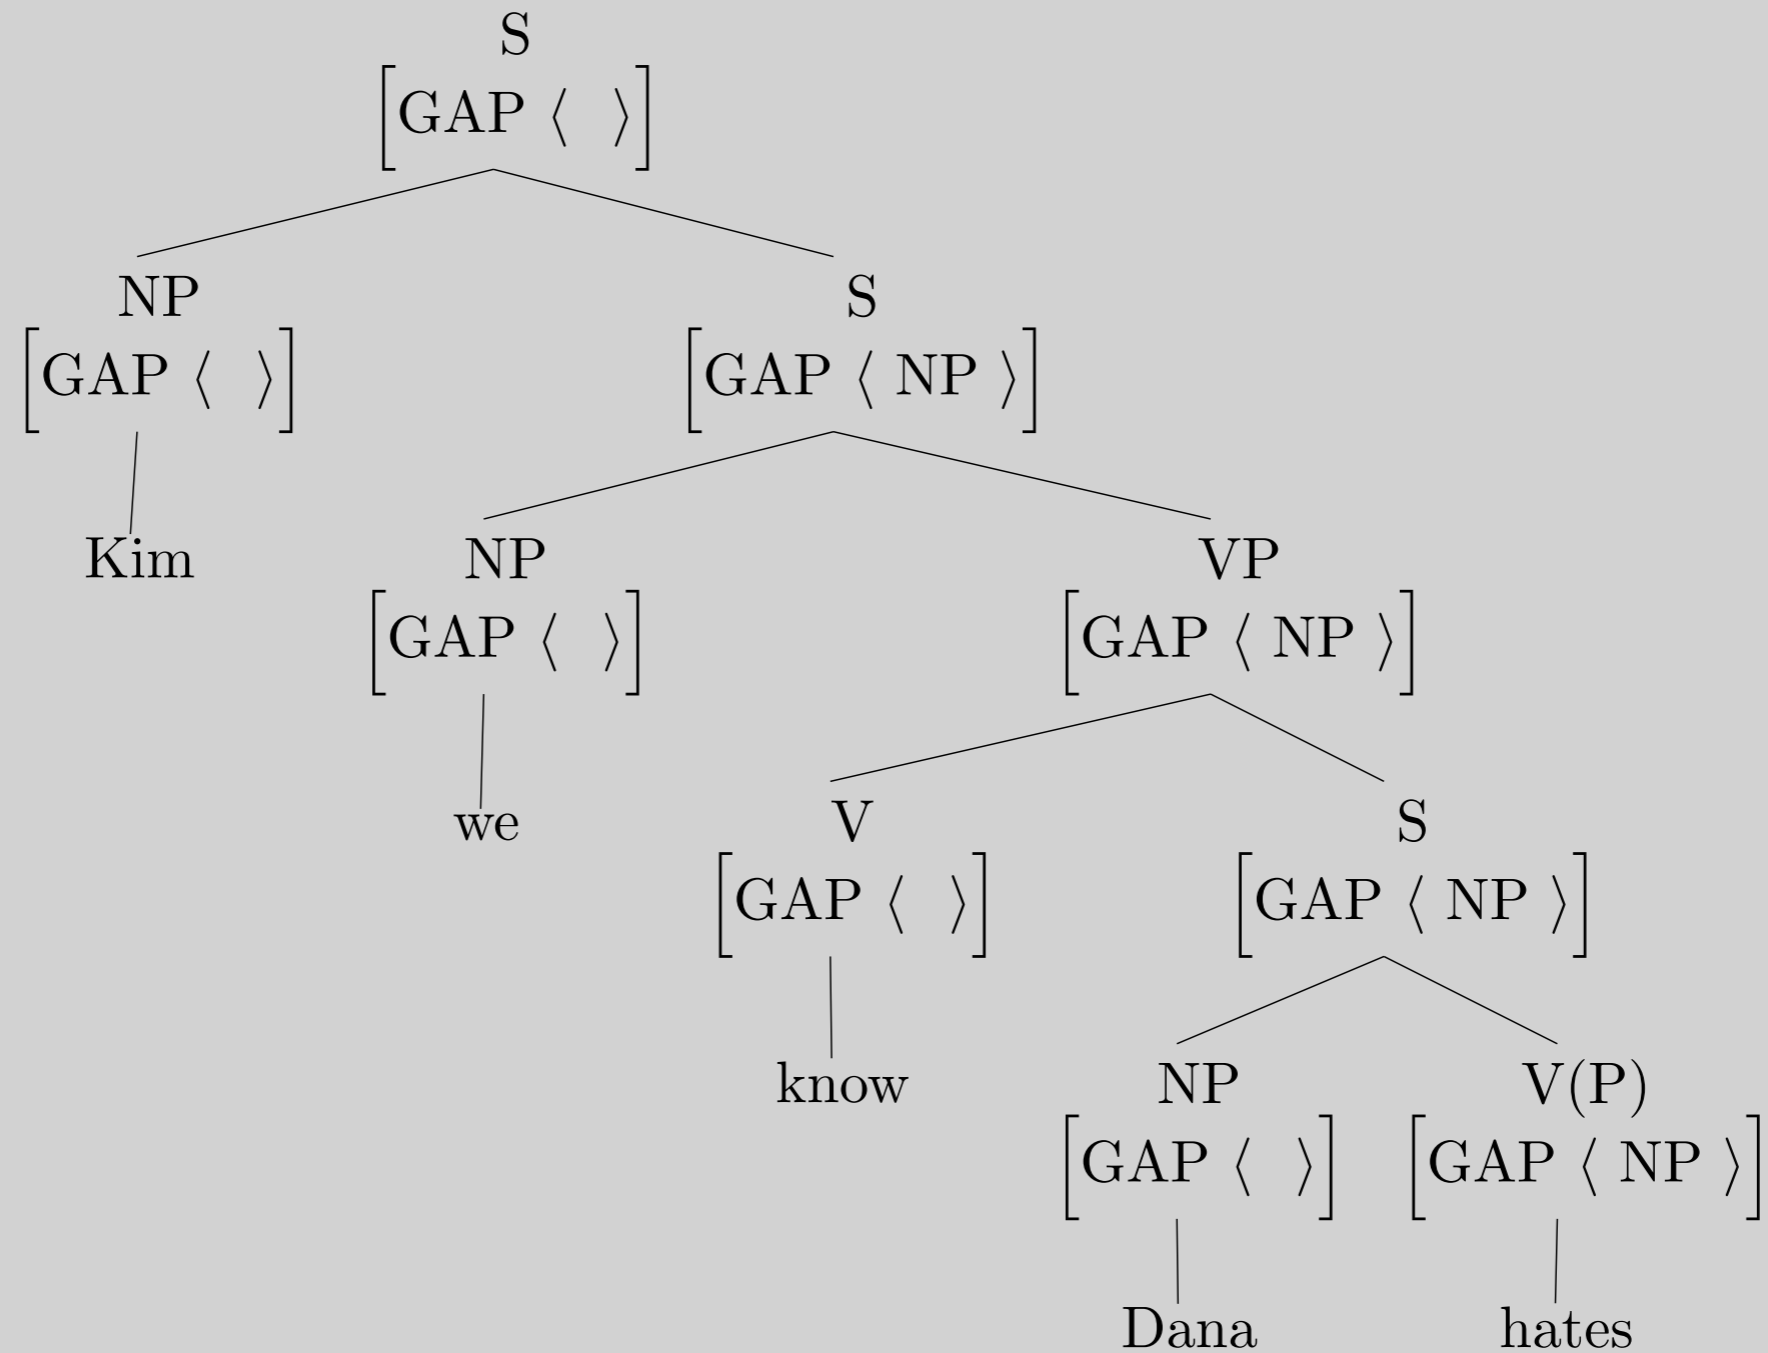 S
[GAP ⟨ ⟩]
NP S
[GAP ⟨ ⟩] [GAP ⟨ NP ⟩]
Kim NP VP
[GAP ⟨ ⟩] [GAP ⟨ NP ⟩]
we V S
[GAP ⟨ ⟩] [GAP ⟨ NP ⟩]
know NP V(P)
[GAP ⟨ ⟩] [GAP ⟨ NP ⟩]
Dana hates